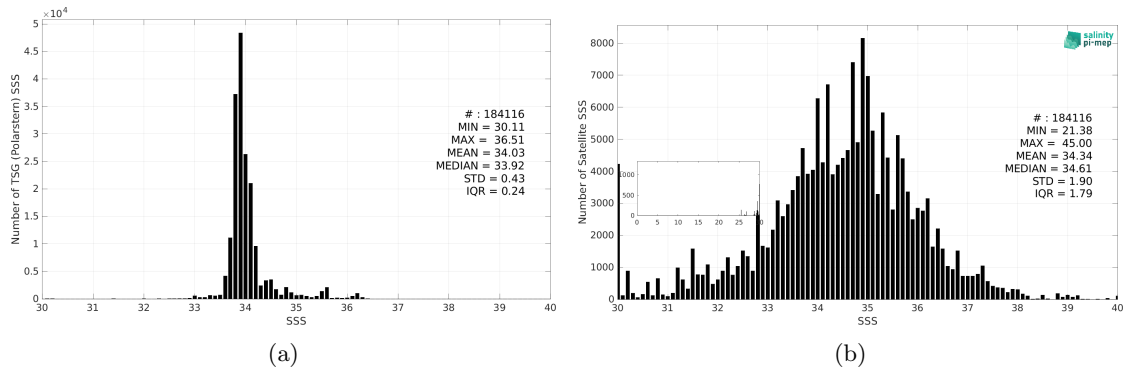 ×10⁴
5
4.5
4
3.5
3
2.5
2
1.5
1
0.5
0
30 31 32 33 34 35 36 37 38 39 40
SSS
Number of TSG (Polarstern) SSS
# : 184116
MIN = 30.11
MAX = 36.51
MEAN = 34.03
MEDIAN = 33.92
STD = 0.43
IQR = 0.24
(a)
salinity
pi-mep
8000
7000
6000
5000
4000
3000
2000
1000
0
30 31 32 33 34 35 36 37 38 39 40
SSS
Number of Satellite SSS
1000
500
0
0 5 10 15 20 25 30
# : 184116
MIN = 21.38
MAX = 45.00
MEAN = 34.34
MEDIAN = 34.61
STD = 1.90
IQR = 1.79
(b)